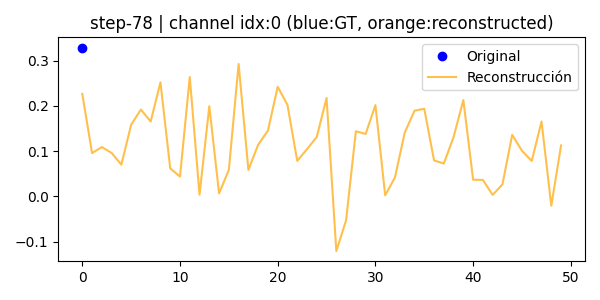 step-78 | channel idx:0 (blue:GT, orange:reconstructed)
Original
Reconstrucción
0.3
0.2
0.1
0.0
−0.1
0 10 20 30 40 50